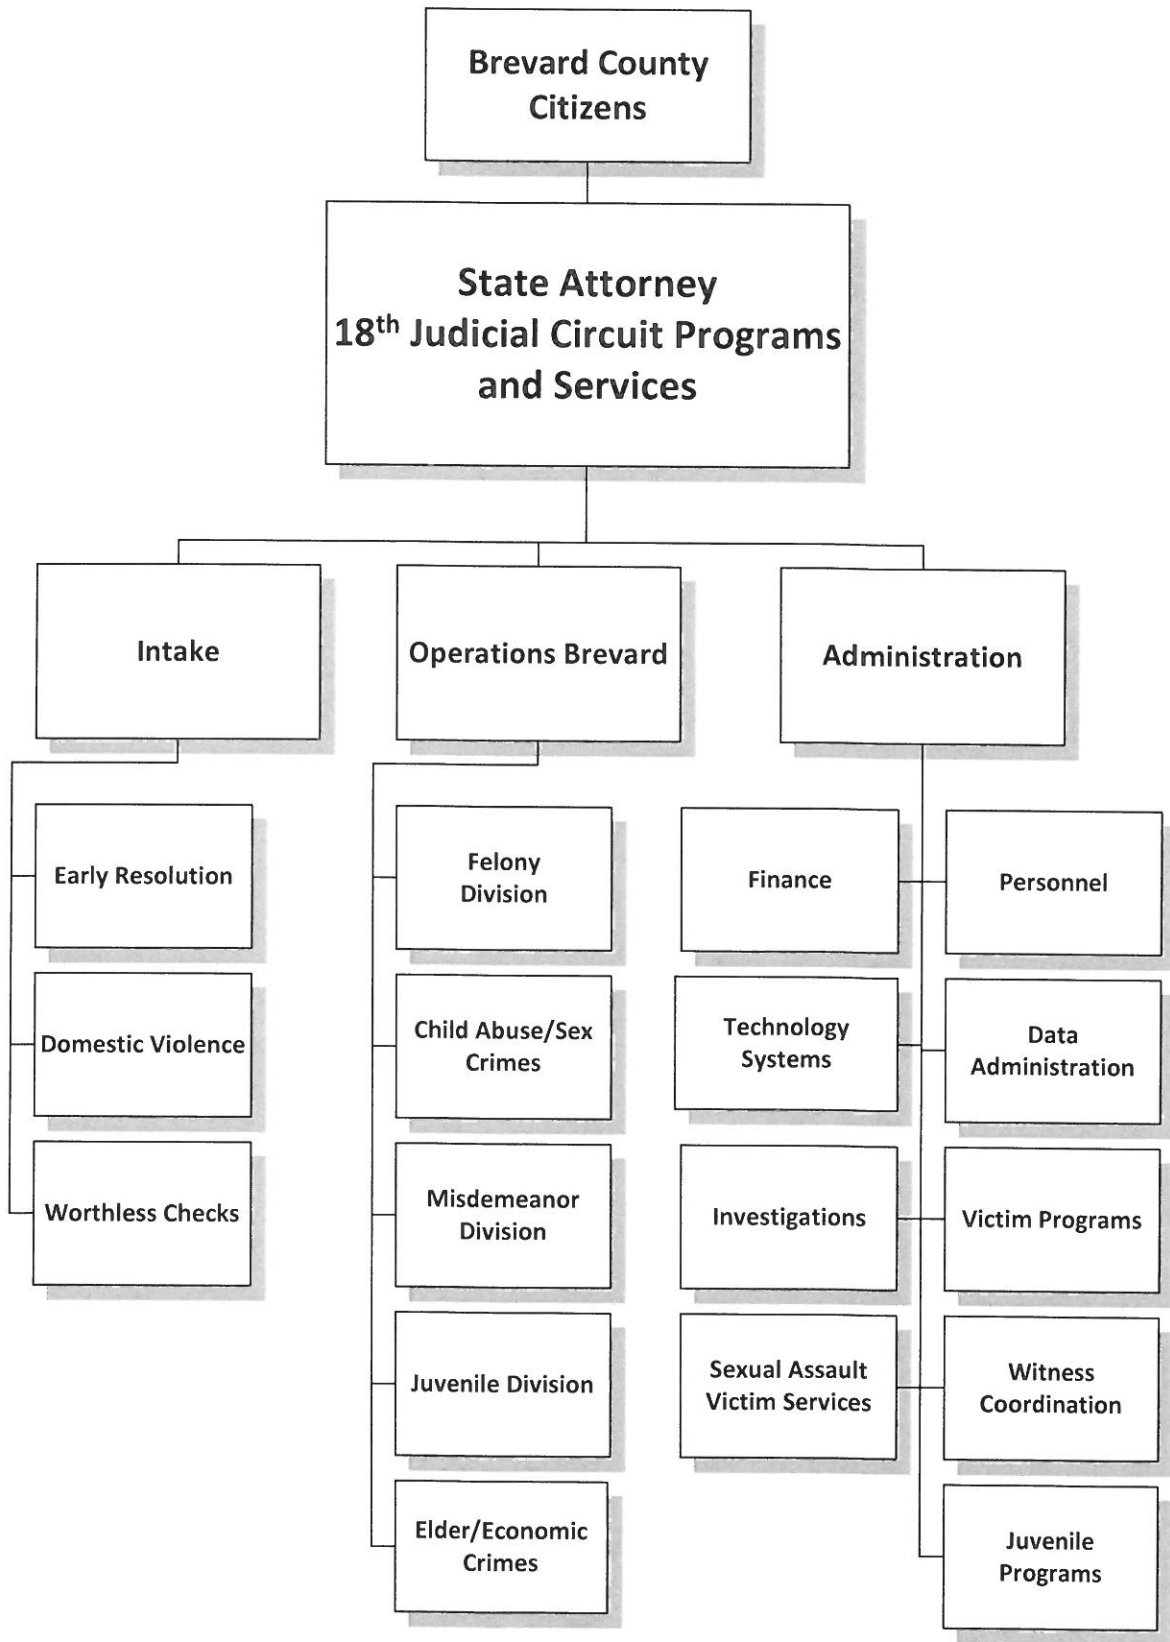 Brevard County
Citizens
State Attorney
18th Judicial Circuit Programs
and Services
Intake
Operations Brevard
Administration
Early Resolution
Domestic Violence
Worthless Checks
Felony
Division
Child Abuse/Sex
Crimes
Misdemeanor
Division
Juvenile Division
Elder/Economic
Crimes
Finance
Personnel
Technology
Systems
Data
Administration
Investigations
Victim Programs
Sexual Assault
Victim Services
Witness
Coordination
Juvenile
Programs